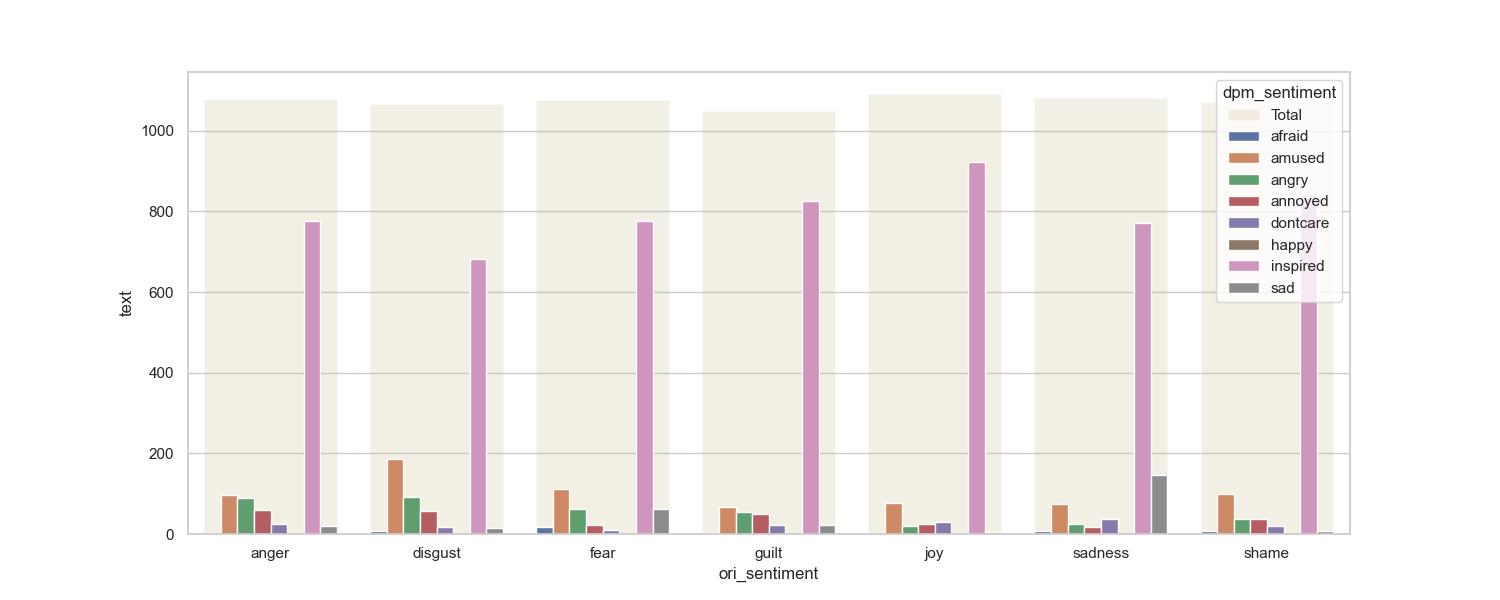 dpm_sentiment
Total
afraid
amused
angry
annoyed
dontcare
happy
inspired
sad
1000
800
600
400
200
0
text
anger disgust fear guilt joy sadness shame
ori_sentiment